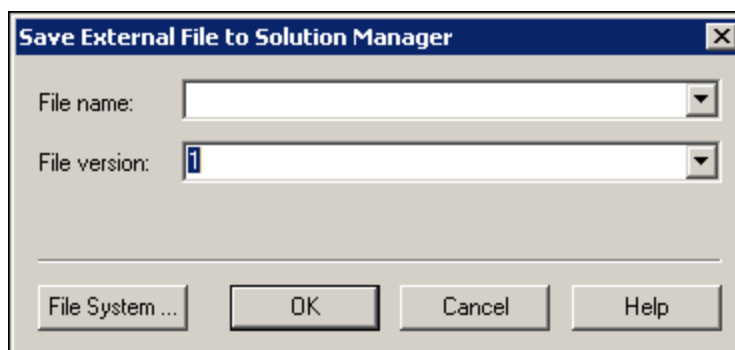 Save External File to Solution Manager
File name:
File version: 1
File System ... OK Cancel Help